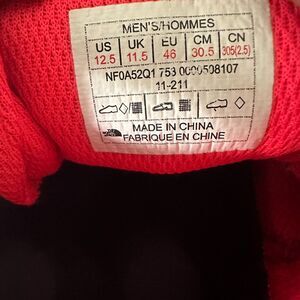 MEN'S/HOMMES
US UK EU CM CN
12.5 11.5 46 30.5 305(2.5)
NF0A52Q1 753 0000508107
11-211
MADE IN CHINA
FABRIQUE EN CHINE